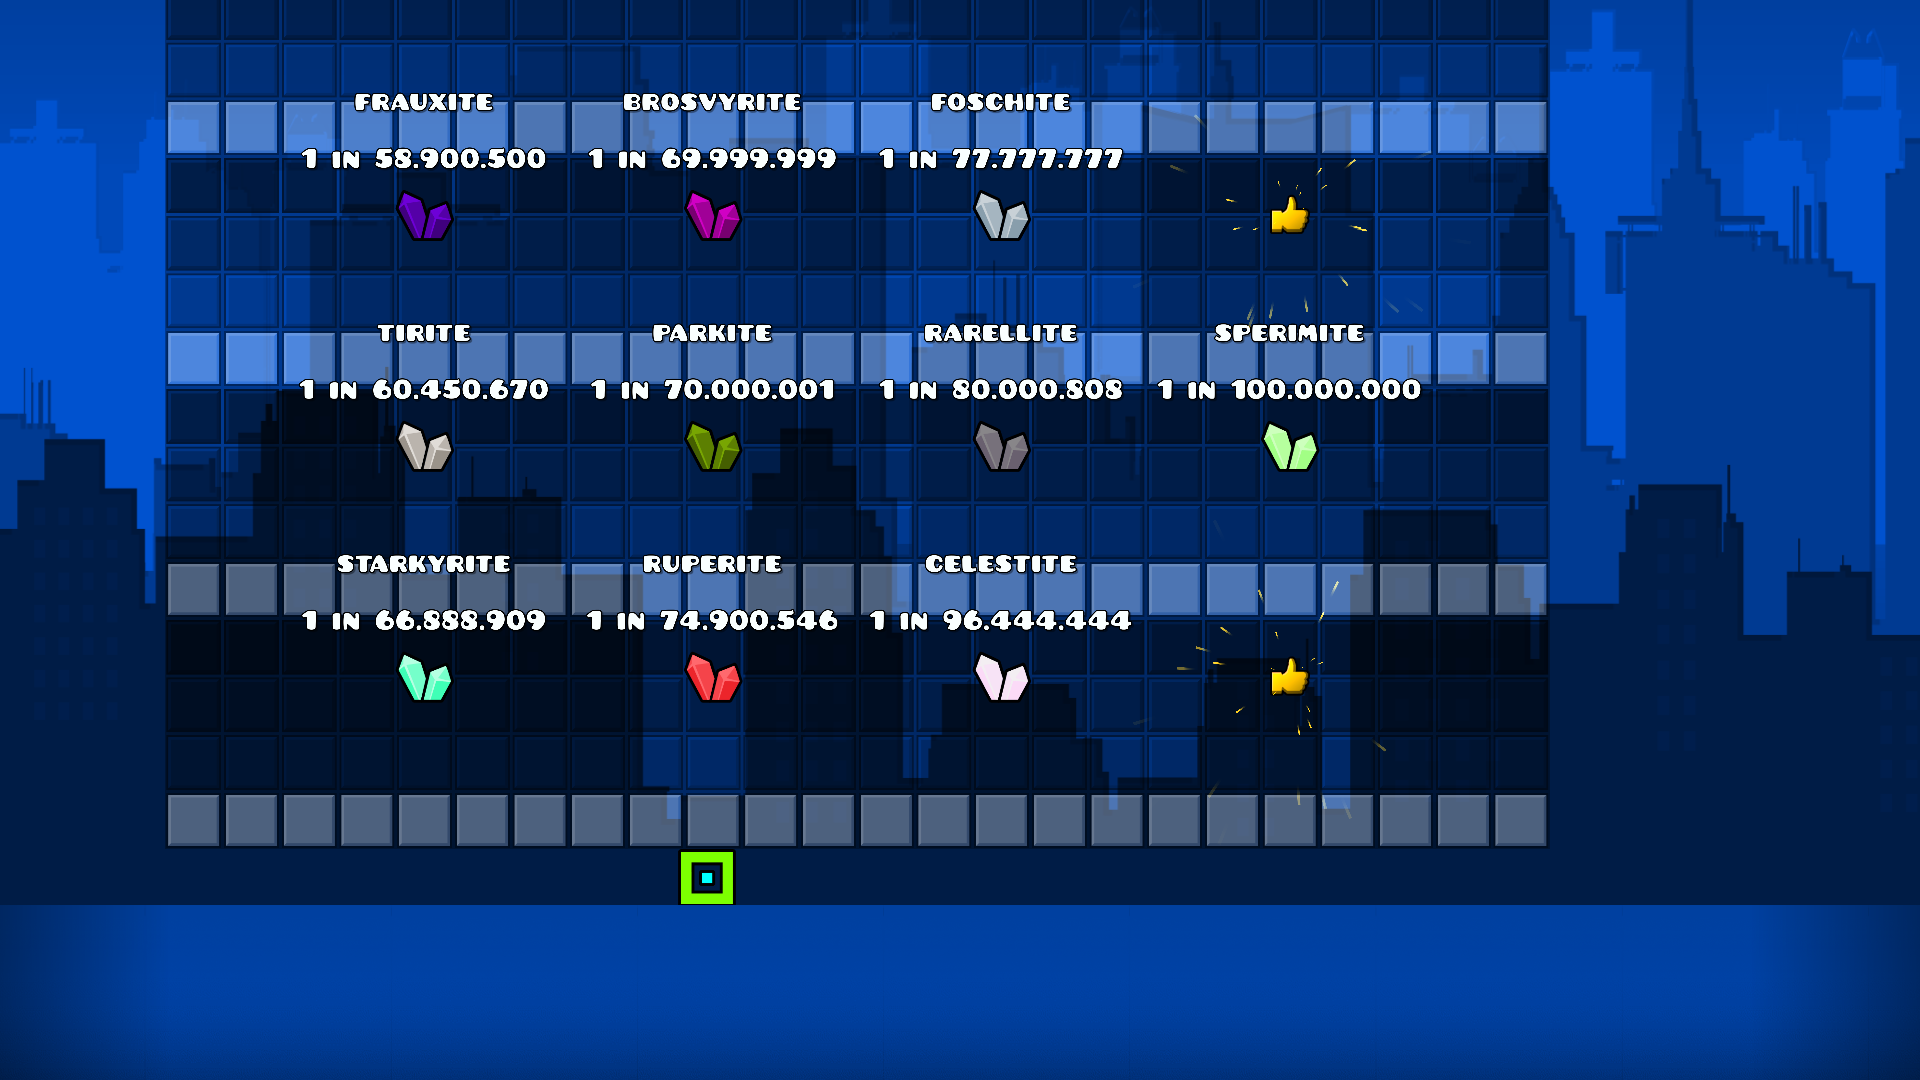 FRAUXITE
1 IN 58.900.500
BROSVYRITE
1 IN 69.999.999
FOSCHITE
1 IN 77.777.777
TIRITE
1 IN 60.450.670
PARKITE
1 IN 70.000.001
RARELLITE
1 IN 80.000.808
SPERIMITE
1 IN 100.000.000
STARKYRITE
1 IN 66.888.909
RUPERITE
1 IN 74.900.546
CELESTITE
1 IN 96.444.444